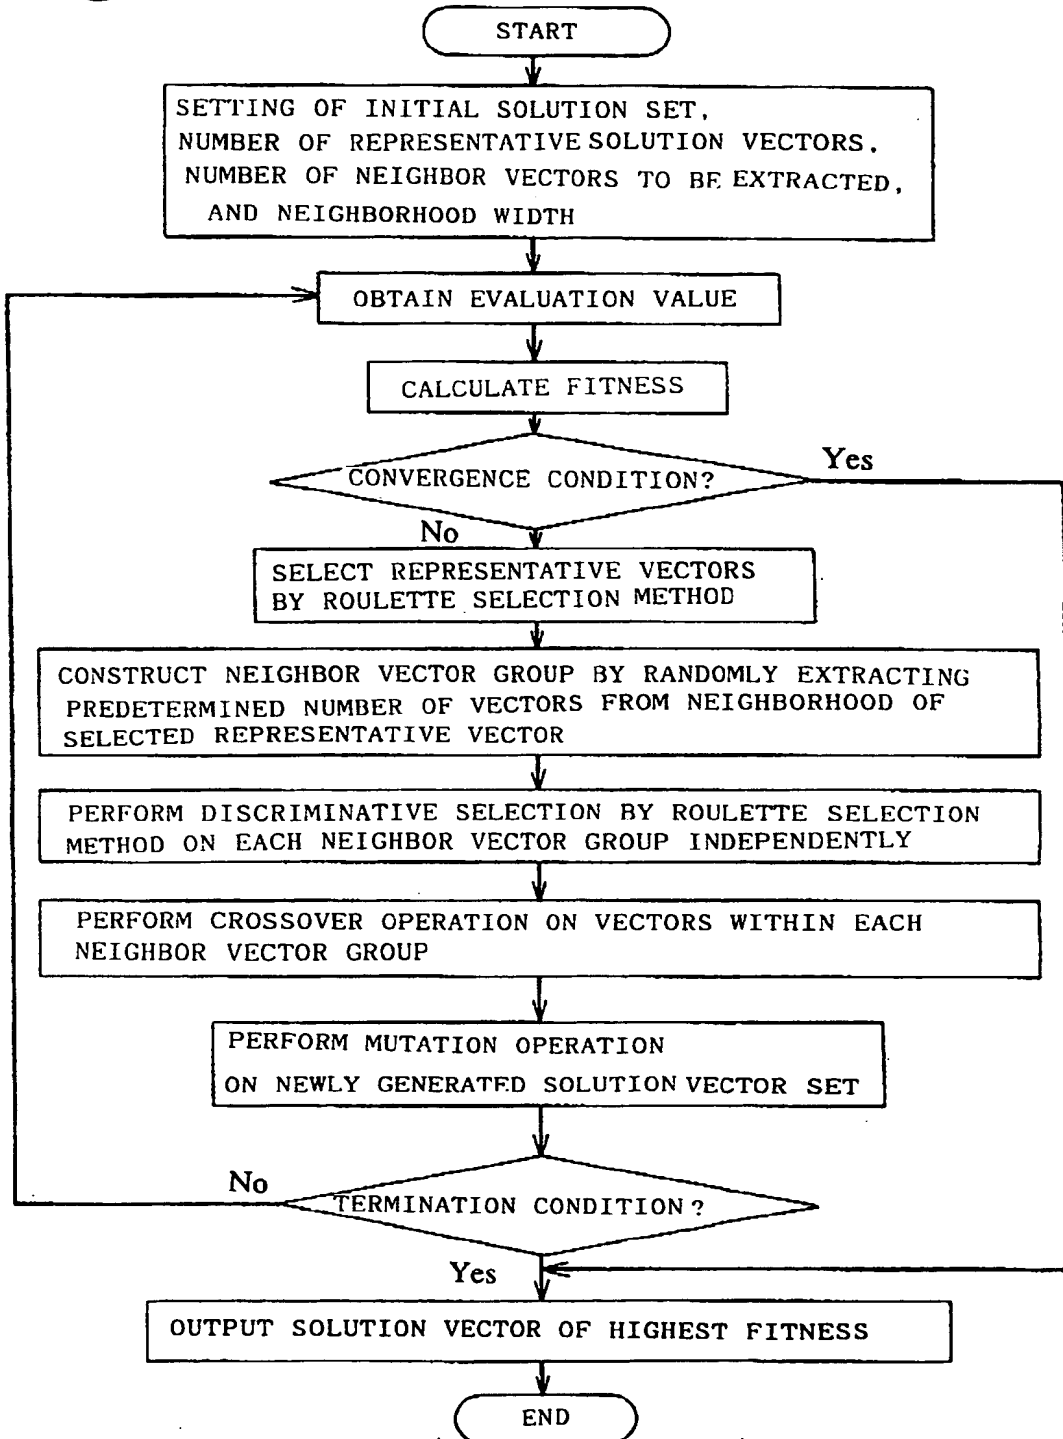 START
SETTING OF INITIAL SOLUTION SET,
NUMBER OF REPRESENTATIVE SOLUTION VECTORS,
NUMBER OF NEIGHBOR VECTORS TO BE EXTRACTED,
AND NEIGHBORHOOD WIDTH
OBTAIN EVALUATION VALUE
CALCULATE FITNESS
CONVERGENCE CONDITION?
Yes
No
SELECT REPRESENTATIVE VECTORS
BY ROULETTE SELECTION METHOD
CONSTRUCT NEIGHBOR VECTOR GROUP BY RANDOMLY EXTRACTING
PREDETERMINED NUMBER OF VECTORS FROM NEIGHBORHOOD OF
SELECTED REPRESENTATIVE VECTOR
PERFORM DISCRIMINATIVE SELECTION BY ROULETTE SELECTION
METHOD ON EACH NEIGHBOR VECTOR GROUP INDEPENDENTLY
PERFORM CROSSOVER OPERATION ON VECTORS WITHIN EACH
NEIGHBOR VECTOR GROUP
PERFORM MUTATION OPERATION
ON NEWLY GENERATED SOLUTION VECTOR SET
No
TERMINATION CONDITION?
Yes
OUTPUT SOLUTION VECTOR OF HIGHEST FITNESS
END